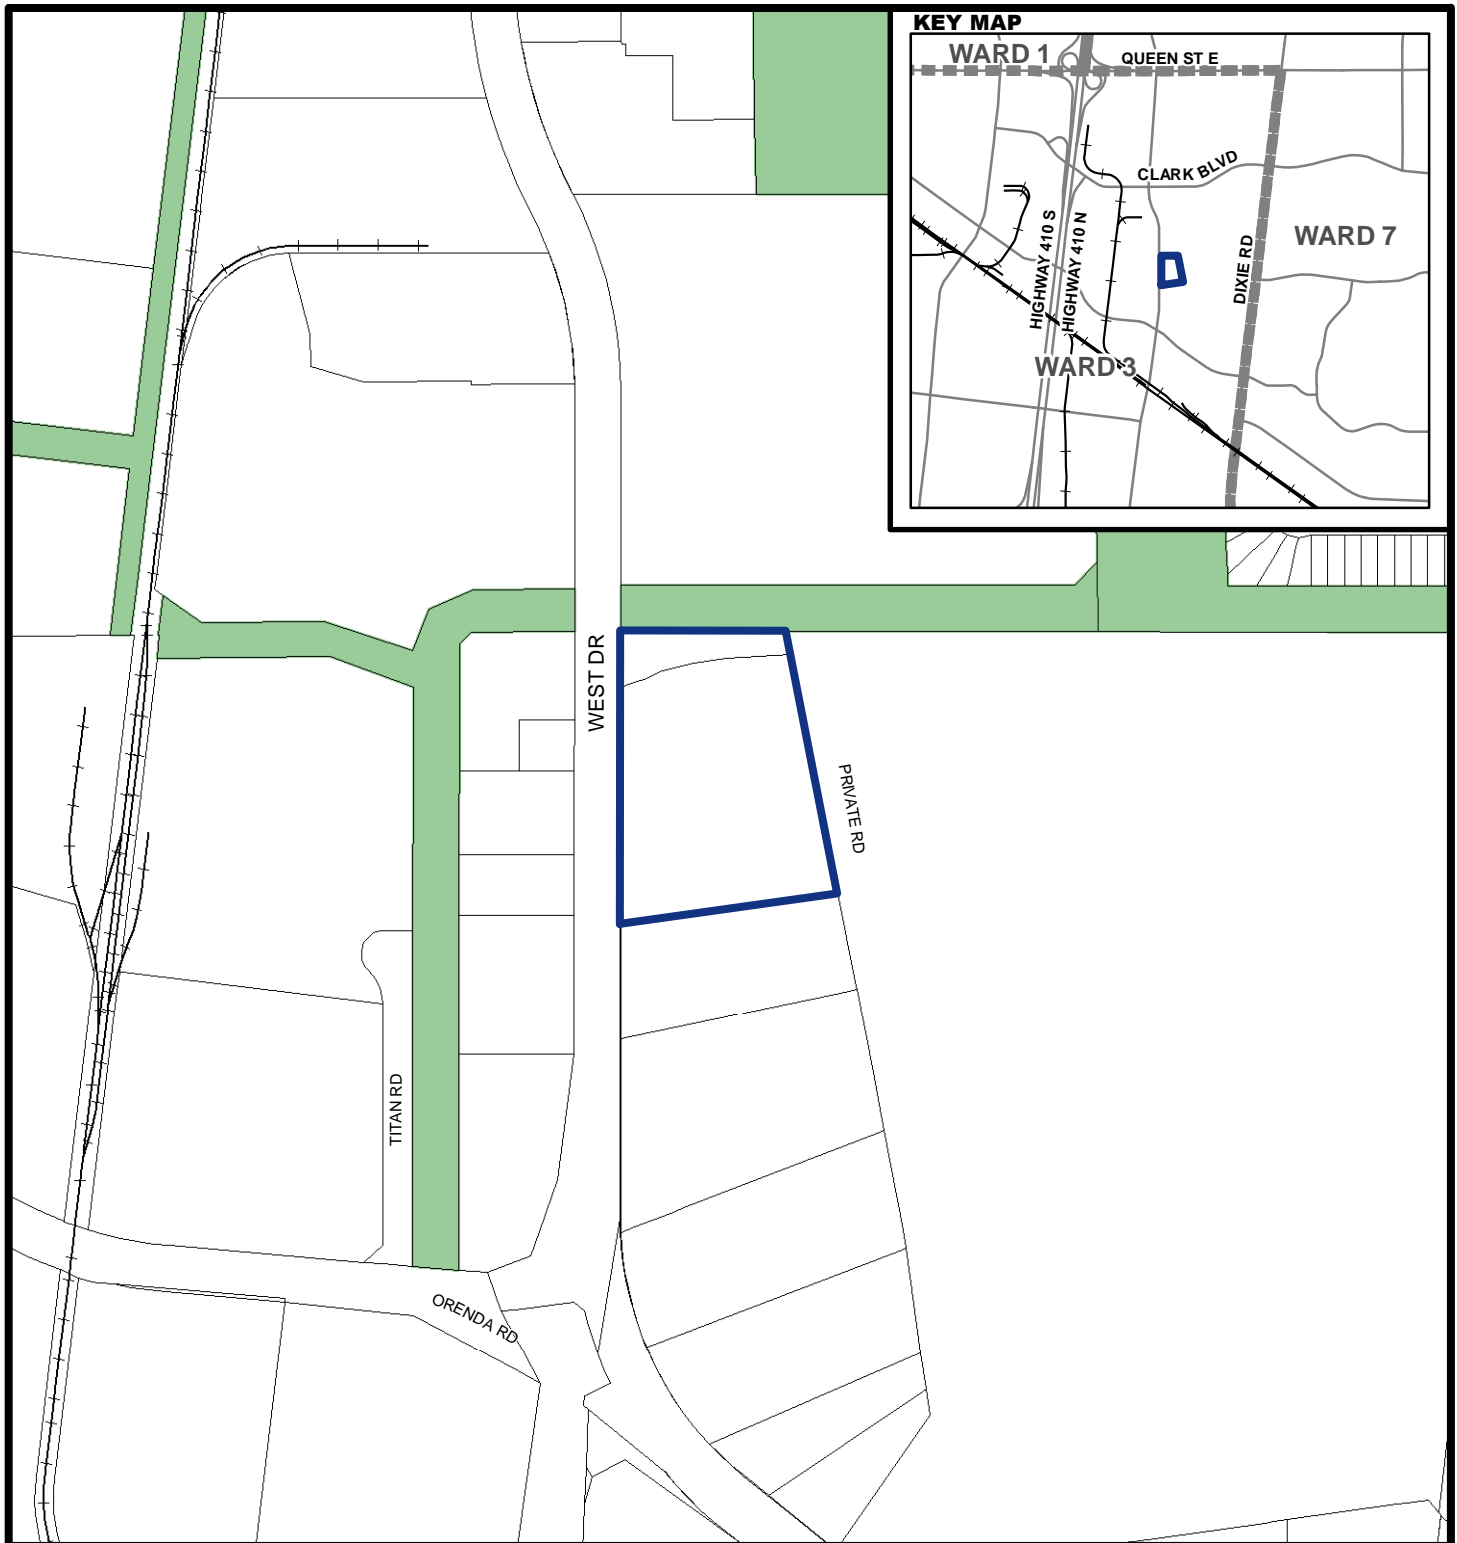 KEY MAP
WARD 1
QUEEN ST E
CLARK BLVD
HIGHWAY 410 S
HIGHWAY 410 N
DIXIE RD
WARD 7
WARD 3
WEST DR
PRIVATE RD
TITAN RD
ORENDA RD